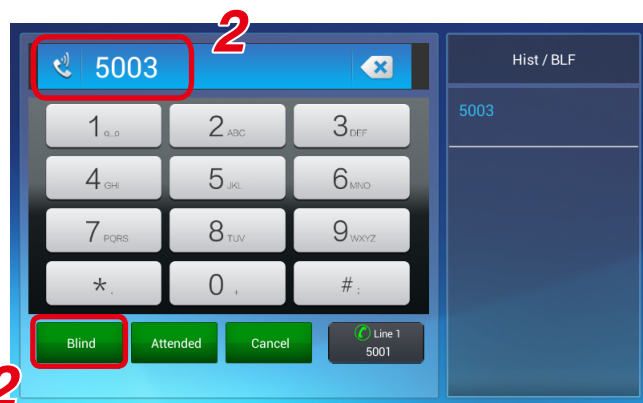 2
5003
Hist / BLF
5003
1
2 ABC
3 DEF
4 GHI
5 JKL
6 MNO
7 PQRS
8 TUV
9 WXYZ
*.
0 +
# ;
Blind
Attended
Cancel
Line 1
5001
2